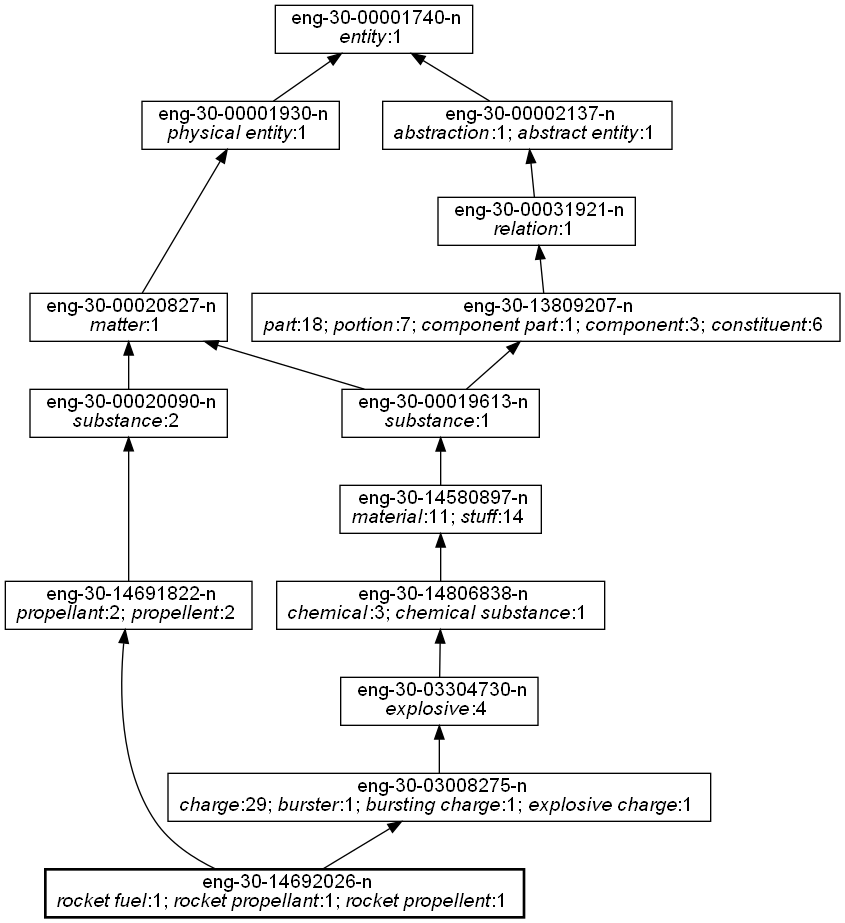 eng-30-00001740-n
entity:1
eng-30-00001930-n
physical entity:1
eng-30-00002137-n
abstraction:1; abstract entity:1
eng-30-00031921-n
relation:1
eng-30-00020827-n
matter:1
eng-30-13809207-n
part:18; portion:7; component part:1; component:3; constituent:6
eng-30-00020090-n
substance:2
eng-30-00019613-n
substance:1
eng-30-14580897-n
material:11; stuff:14
eng-30-14691822-n
propellant:2; propellent:2
eng-30-14806838-n
chemical:3; chemical substance:1
eng-30-03304730-n
explosive:4
eng-30-03008275-n
charge:29; burster:1; bursting charge:1; explosive charge:1
eng-30-14692026-n
rocket fuel:1; rocket propellant:1; rocket propellent:1